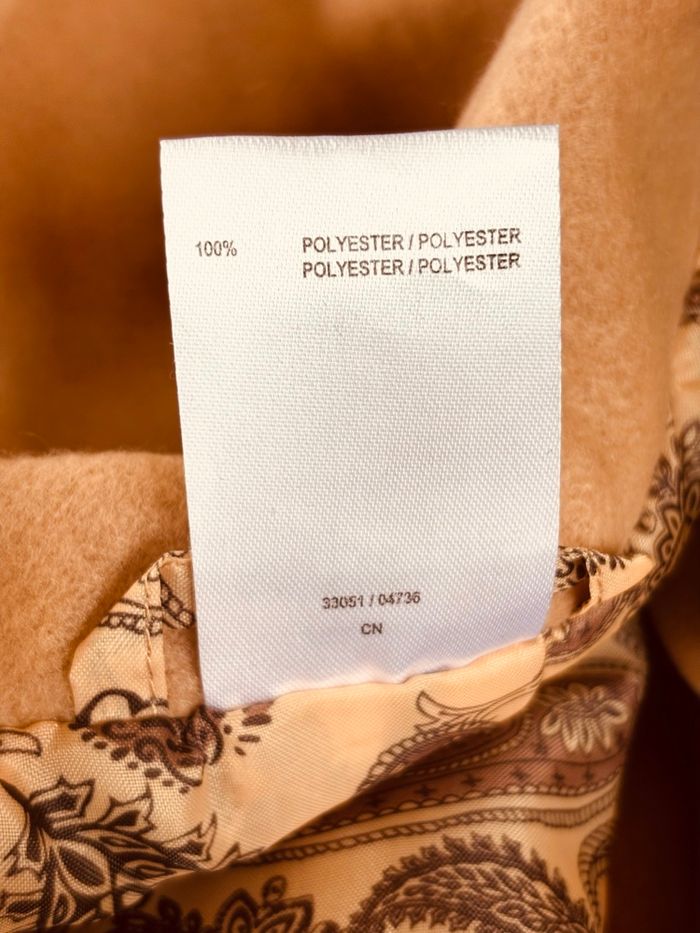 100% POLYESTER / POLYESTER
POLYESTER / POLYESTER
33051 / 04736
CN